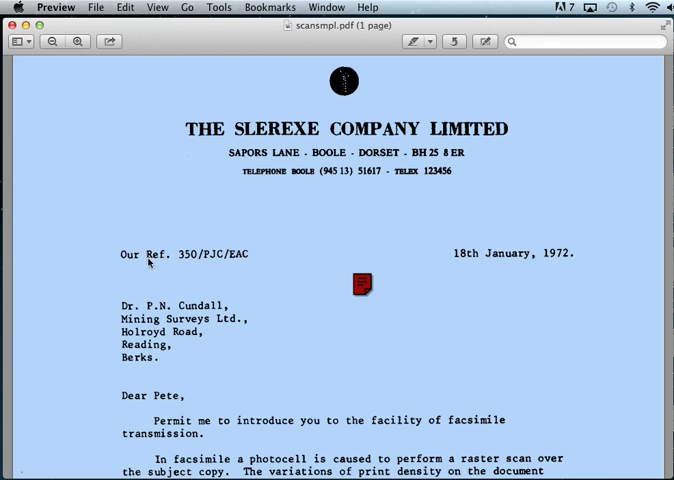 Preview File Edit View Go Tools Bookmarks Window Help 7
scansmpl.pdf (1 page)
THE SLEREXE COMPANY LIMITED
SAPORS LANE - BOOLE - DORSET - BH 25 8 ER
TELEPHONE BOOLE (945 13) 51617 - TELEX 123456
Our Ref. 350/PJC/EAC 18th January, 1972.
Dr. P.N. Cundall,
Mining Surveys Ltd.,
Holroyd Road,
Reading,
Berks.
Dear Pete,
Permit me to introduce you to the facility of facsimile
transmission.
In facsimile a photocell is caused to perform a raster scan over
the subject copy. The variations of print density on the document